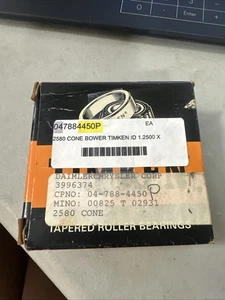 047884450P
EA
2580 CONE BOWER TIMKEN ID 1.2500 X
DAIMLERCHRYSLER CORP
3996374
CPNO: 04-788-4450
P
MINO: 00825 T 02931
2580 CONE
TAPERED ROLLER BEARINGS